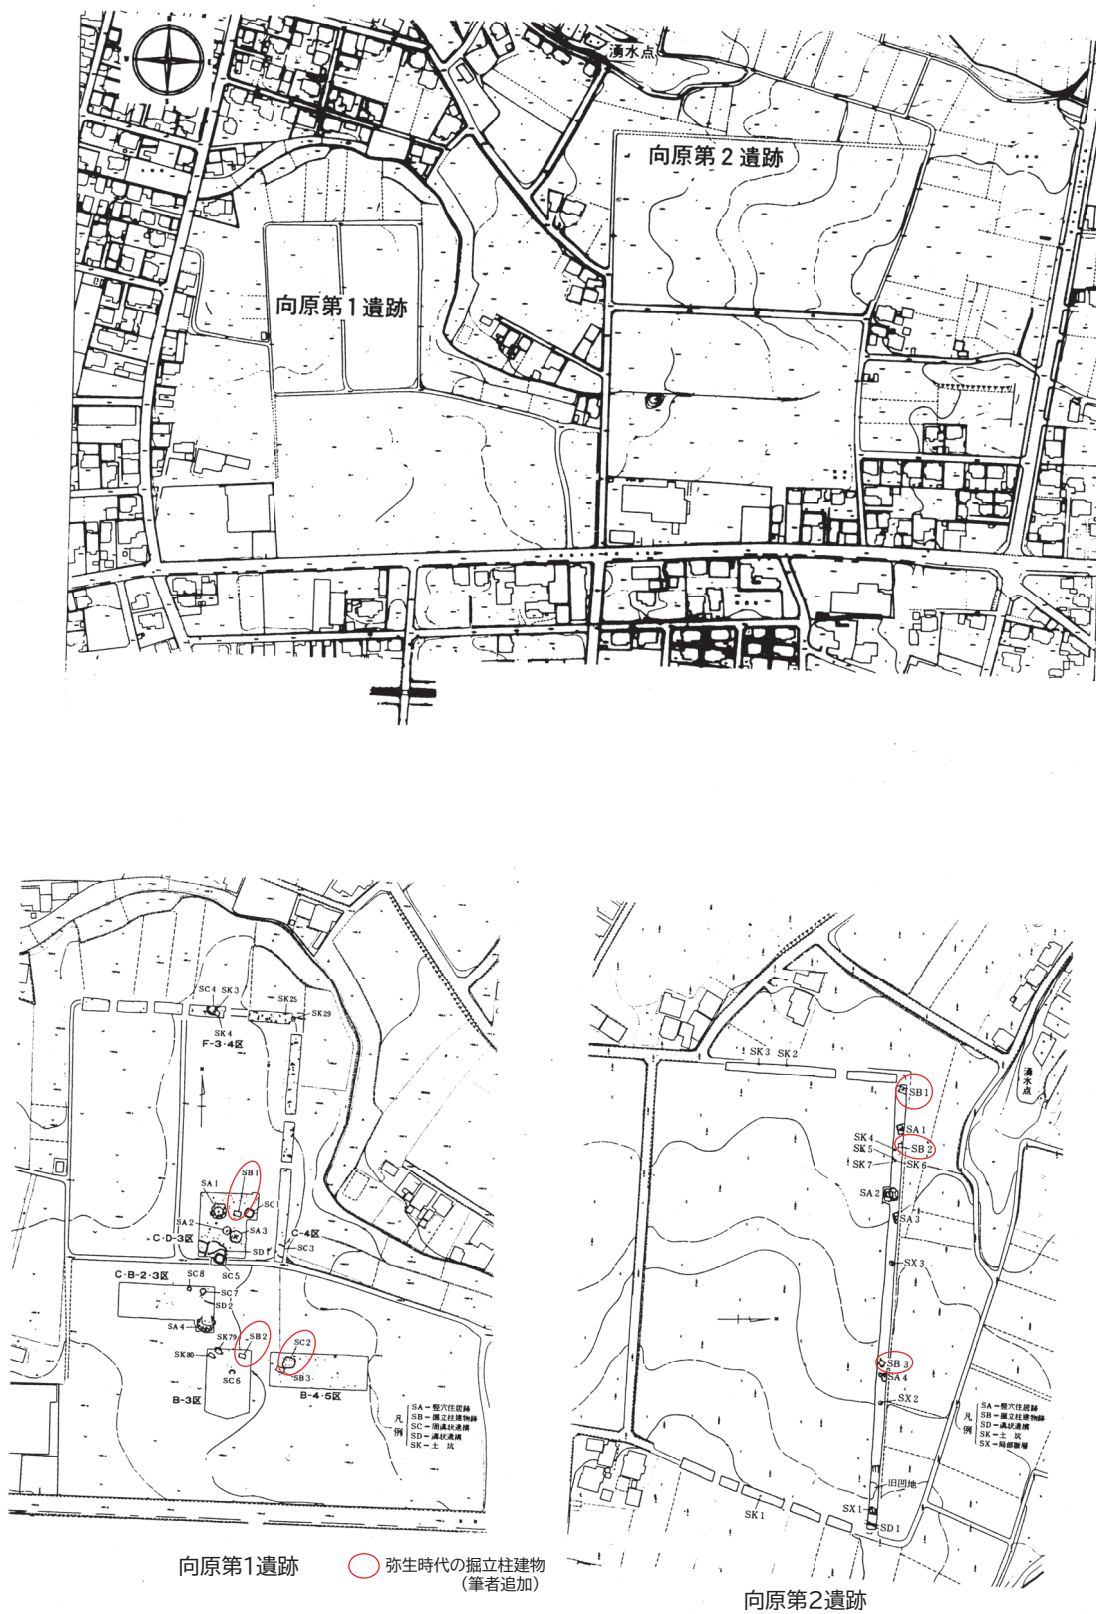 湧水点
向原第2遺跡
向原第1遺跡
SC4 SK3
SK25
SK29
SK4
F-3・4区
SB1
SA1
SC1
SA2
SA3
C・D-3区
C-4区
SD1
SC3
SC5
C・B-2・3区
SC8
SC7
SD2
SA4
SK79
SB2
SC2
SK80
SB3
SC6
B-3区
B-4・5区
凡例
SA-竪穴住居跡
SB-掘立柱建物跡
SC-周溝状遺構
SD-溝状遺構
SK-土坑
向原第1遺跡
弥生時代の掘立柱建物
(筆者追加)
SK3 SK2
湧水点
SB1
SA1
SK4
SK5
SB2
SK7
SK6
SA2
SA3
SX3
SB3
SA4
SX2
凡例
SA-竪穴住居跡
SB-掘立柱建物跡
SC-周溝状遺構
SD-溝状遺構
SK-土坑
SX-局部断層
旧凹地
SX1
SK1
SD1
向原第2遺跡